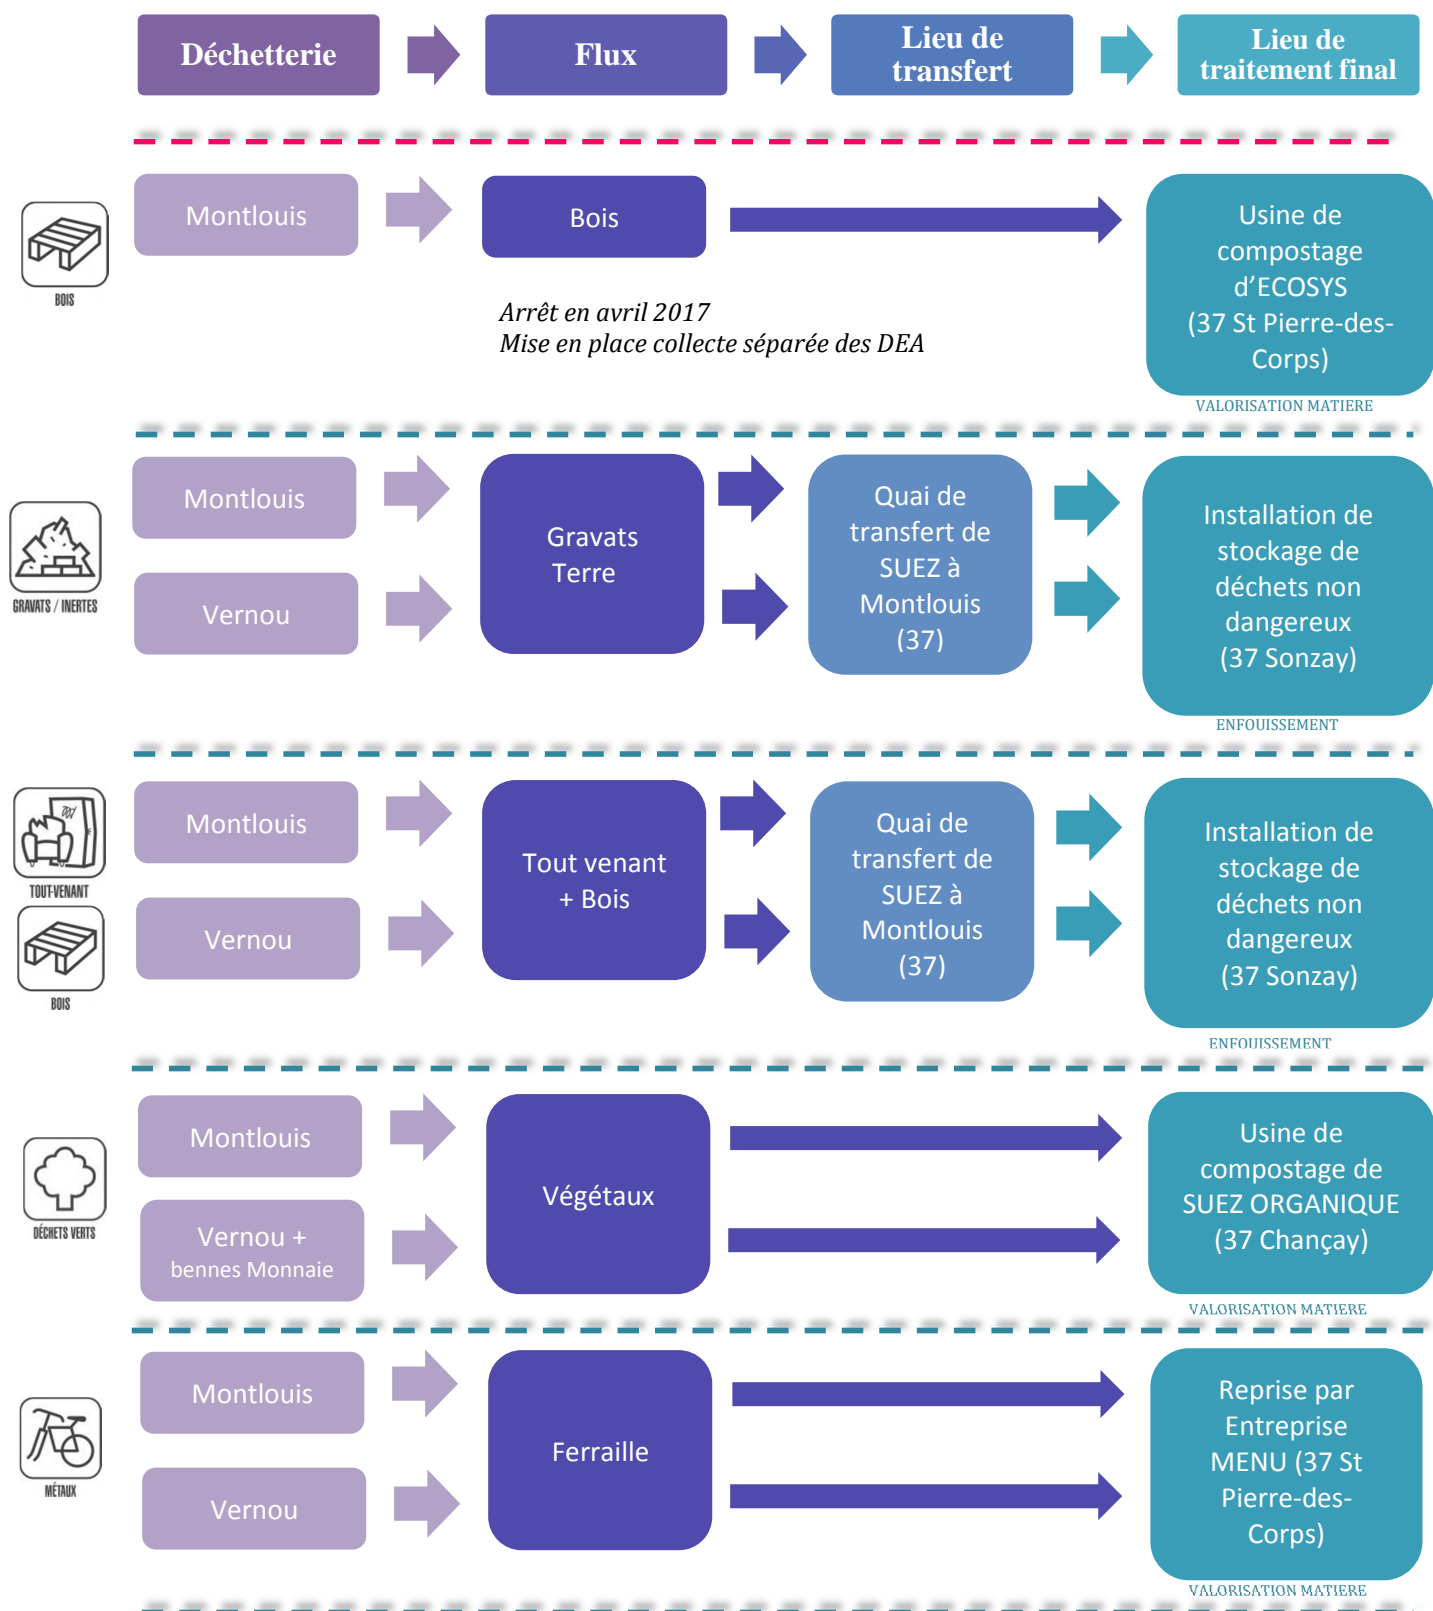 Déchetterie
Flux
Lieu de
transfert
Lieu de
traitement final
BOIS
Montlouis
Bois
Arrêt en avril 2017
Mise en place collecte séparée des DEA
Usine de
compostage
d’ECOSYS
(37 St Pierre-des-
Corps)
VALORISATION MATIERE
GRAVATS / INERTES
Montlouis
Vernou
Gravats
Terre
Quai de
transfert de
SUEZ à
Montlouis
(37)
Installation de
stockage de
déchets non
dangereux
(37 Sonzay)
ENFOUISSEMENT
TOUT-VENANT
BOIS
Montlouis
Vernou
Tout venant
+ Bois
Quai de
transfert de
SUEZ à
Montlouis
(37)
Installation de
stockage de
déchets non
dangereux
(37 Sonzay)
ENFOUISSEMENT
DÉCHETS VERTS
Montlouis
Vernou +
bennes Monnaie
Végétaux
Usine de
compostage de
SUEZ ORGANIQUE
(37 Chançay)
VALORISATION MATIERE
MÉTAUX
Montlouis
Vernou
Ferraille
Reprise par
Entreprise
MENU (37 St
Pierre-des-
Corps)
VALORISATION MATIERE